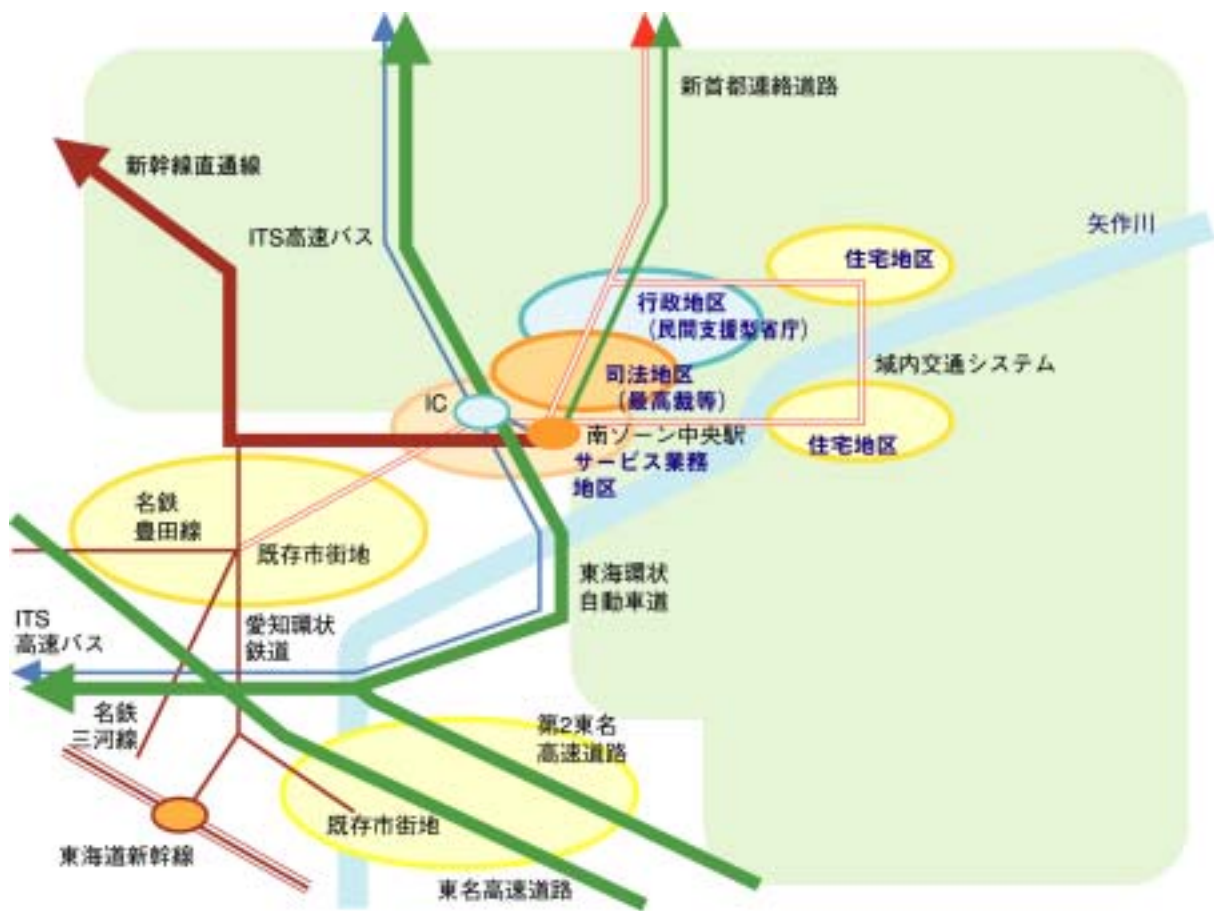 新首都連絡道路
新幹線直通線
ITS高速バス
矢作川
住宅地区
行政地区
（民間支援型省庁）
域内交通システム
司法地区
（最高裁等）
IC
南ゾーン中央駅
住宅地区
サービス業務
地区
名鉄
豊田線
既存市街地
東海環状
自動車道
ITS
高速バス
愛知環状
鉄道
名鉄
三河線
第2東名
高速道路
既存市街地
東海道新幹線
東名高速道路